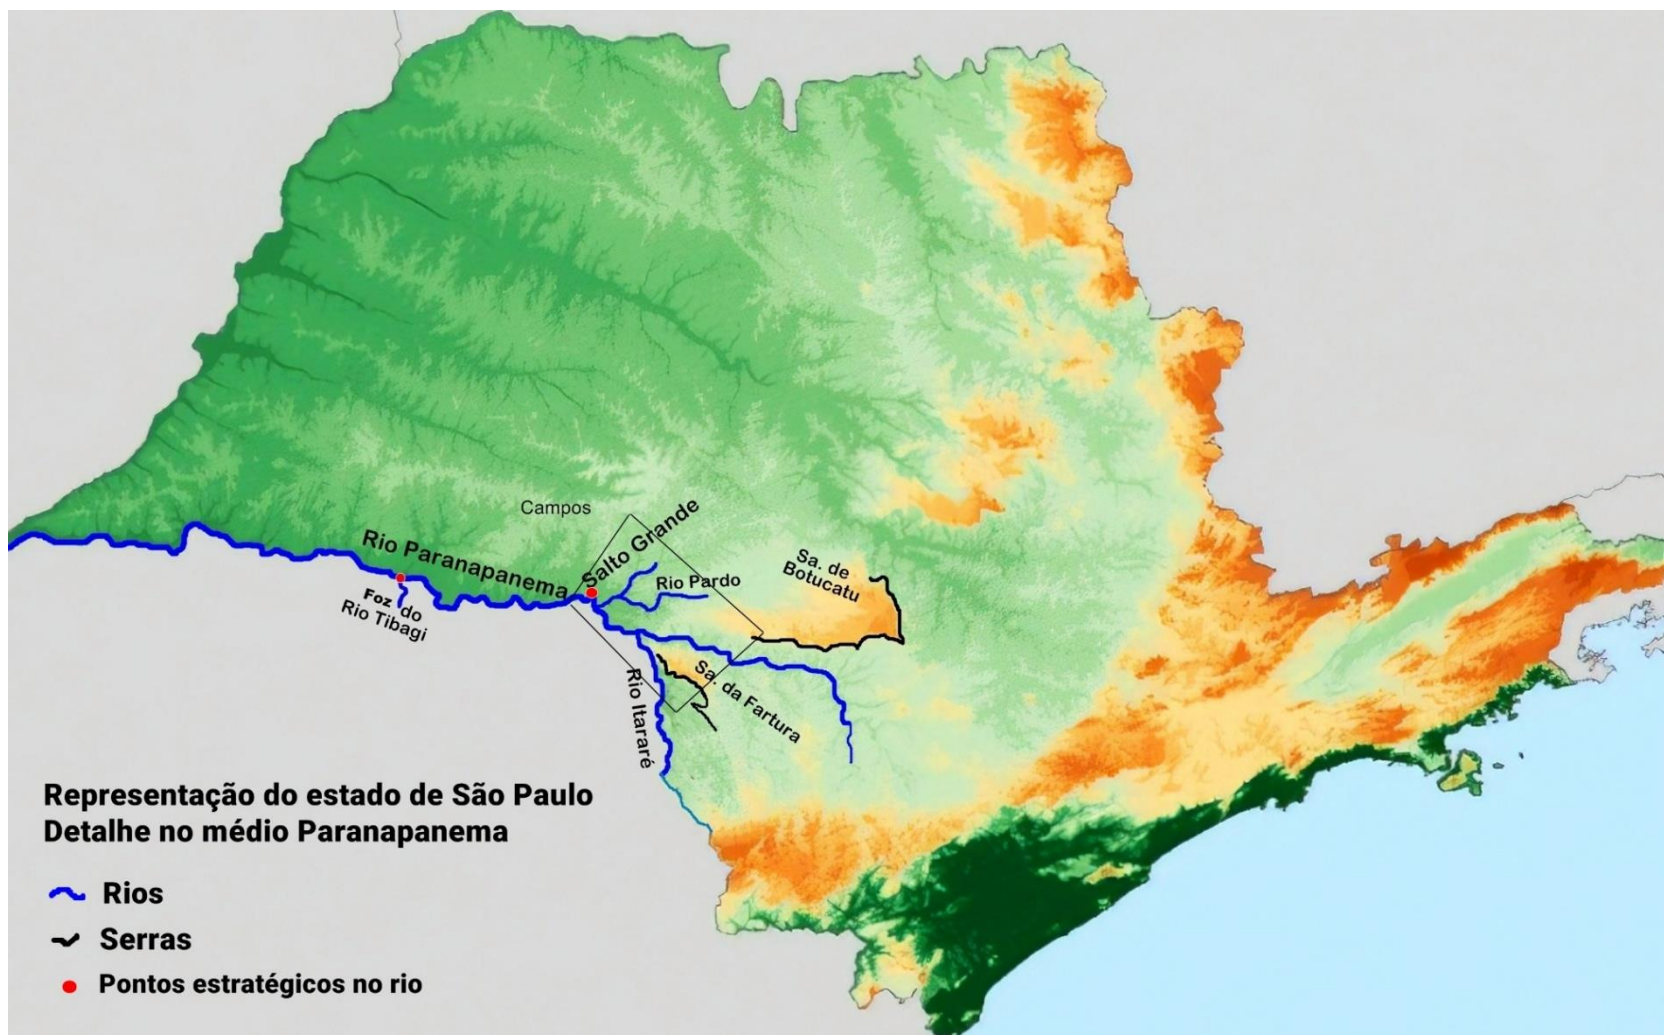 Campos
Salto Grande
Rio Paranapanema
Rio Pardo
Sa. de
Botucatu
Foz do
Rio Tibagi
Rio Itararé
Sa. da Fartura
Representação do estado de São Paulo
Detalhe no médio Paranapanema
Rios
Serras
Pontos estratégicos no rio